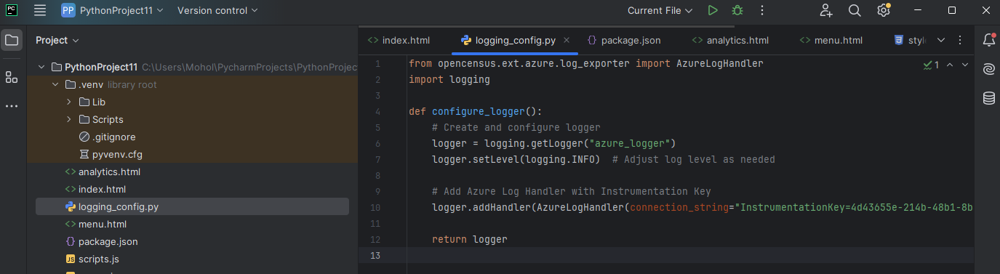 PC
PP PythonProject11 Version control Current File
Project
index.html logging_config.py package.json analytics.html menu.html
PythonProject11 C:\Users\Mohol\PycharmProjects\PythonProjec
.venv library root
Lib
Scripts
.gitignore
pyvenv.cfg
analytics.html
index.html
logging_config.py
menu.html
package.json
JS scripts.js
1 from opencensus.ext.azure.log_exporter import AzureLogHandler 1
2 import logging
3
4 def configure_logger():
5 # Create and configure logger
6 logger = logging.getLogger("azure_logger")
7 logger.setLevel(logging.INFO) # Adjust log level as needed
8
9 # Add Azure Log Handler with Instrumentation Key
10 logger.addHandler(AzureLogHandler(connection_string="InstrumentationKey=4d43655e-214b-48b1-8b
11
12 return logger
13